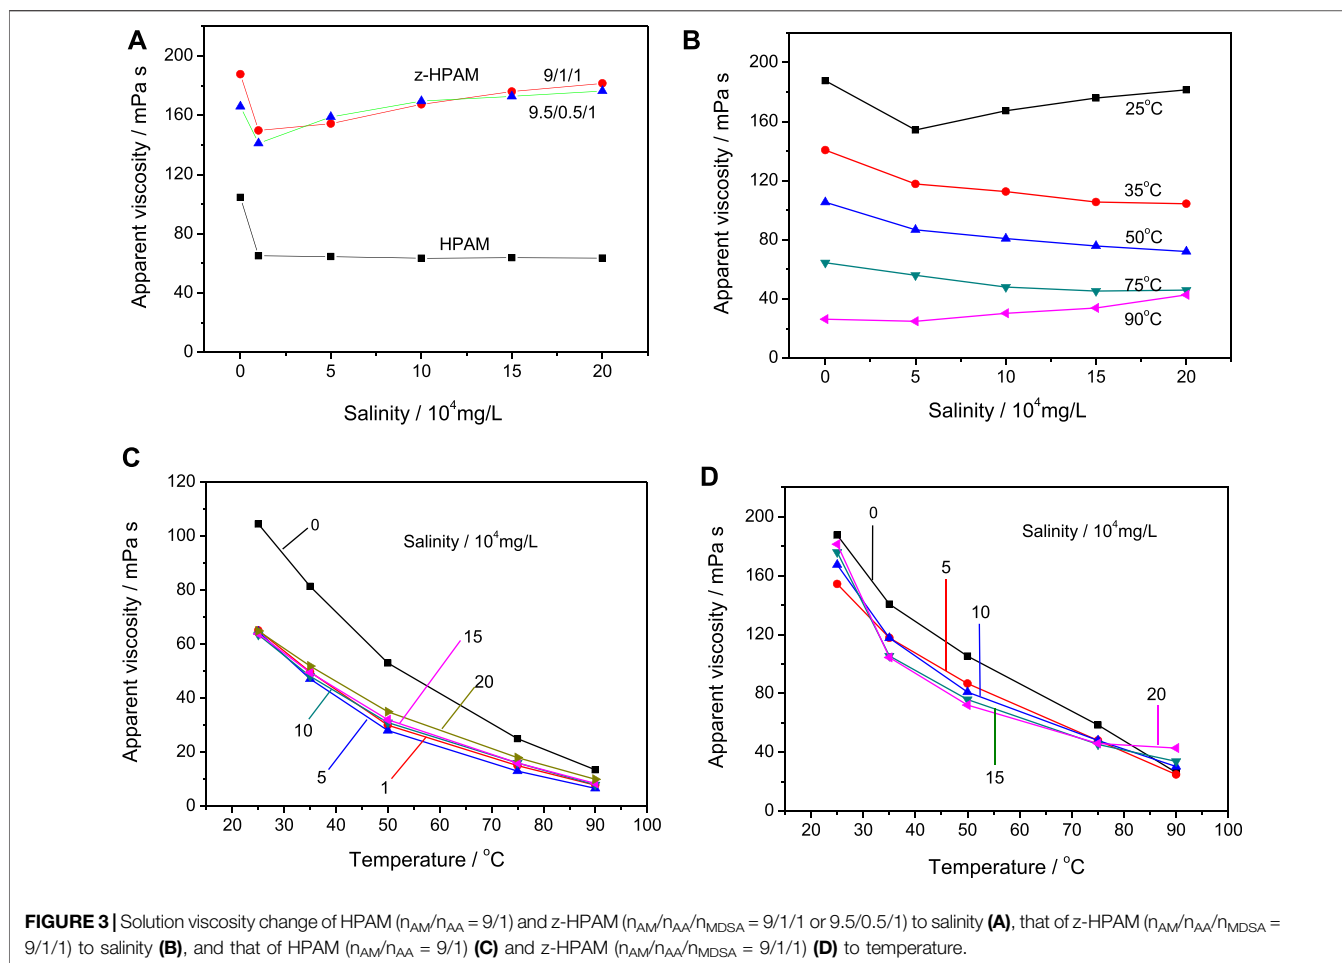 A
200
160
120
80
40
0
Apparent viscosity / mPa s
z-HPAM
9/1/1
9.5/0.5/1
HPAM
0 5 10 15 20
Salinity / 10⁴mg/L
B
200
160
120
80
40
0
Apparent viscosity / mPa s
25°C
35°C
50°C
75°C
90°C
0 5 10 15 20
Salinity / 10⁴mg/L
C
120
100
80
60
40
20
0
Apparent viscosity / mPa s
0
Salinity / 10⁴mg/L
15
20
10
5
1
20 30 40 50 60 70 80 90 100
Temperature / °C
D
200
160
120
80
40
0
Apparent viscosity / mPa s
0
Salinity / 10⁴mg/L
5
10
20
15
20 30 40 50 60 70 80 90 100
Temperature / °C
FIGURE 3 | Solution viscosity change of HPAM (nAM/nAA = 9/1) and z-HPAM (nAM/nAA/nMDSA = 9/1/1 or 9.5/0.5/1) to salinity (A), that of z-HPAM (nAM/nAA/nMDSA =
9/1/1) to salinity (B), and that of HPAM (nAM/nAA = 9/1) (C) and z-HPAM (nAM/nAA/nMDSA = 9/1/1) (D) to temperature.